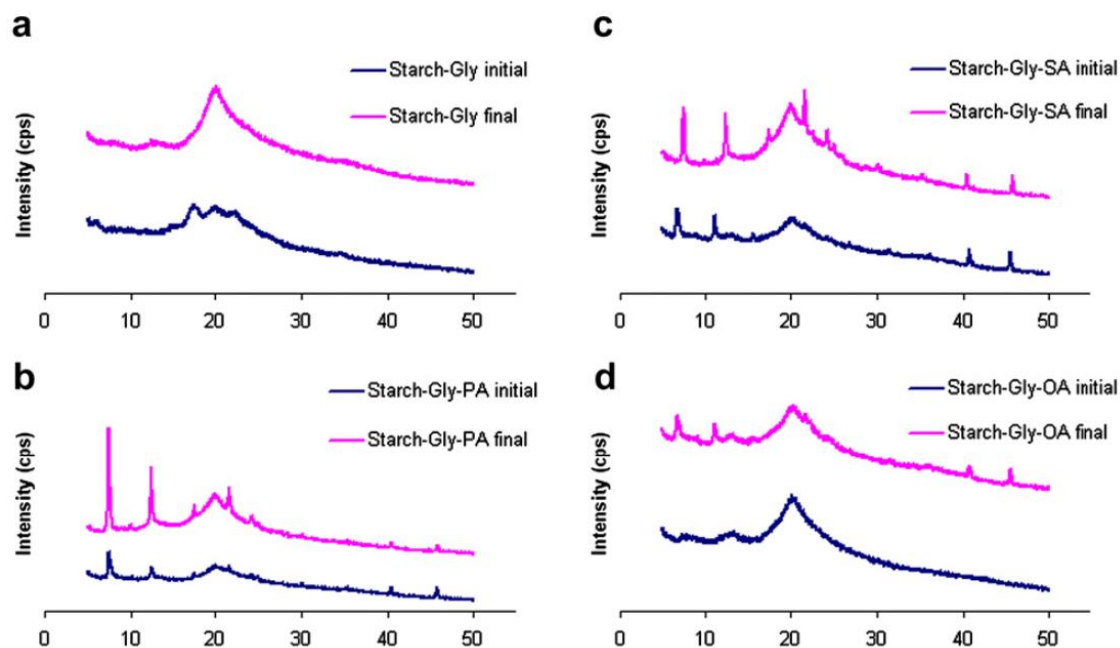 a
Starch-Gly initial
Starch-Gly final
Intensity (cps)
0 10 20 30 40 50
b
Starch-Gly-PA initial
Starch-Gly-PA final
Intensity (cps)
0 10 20 30 40 50
c
Starch-Gly-SA initial
Starch-Gly-SA final
Intensity (cps)
0 10 20 30 40 50
d
Starch-Gly-OA initial
Starch-Gly-OA final
Intensity (cps)
0 10 20 30 40 50